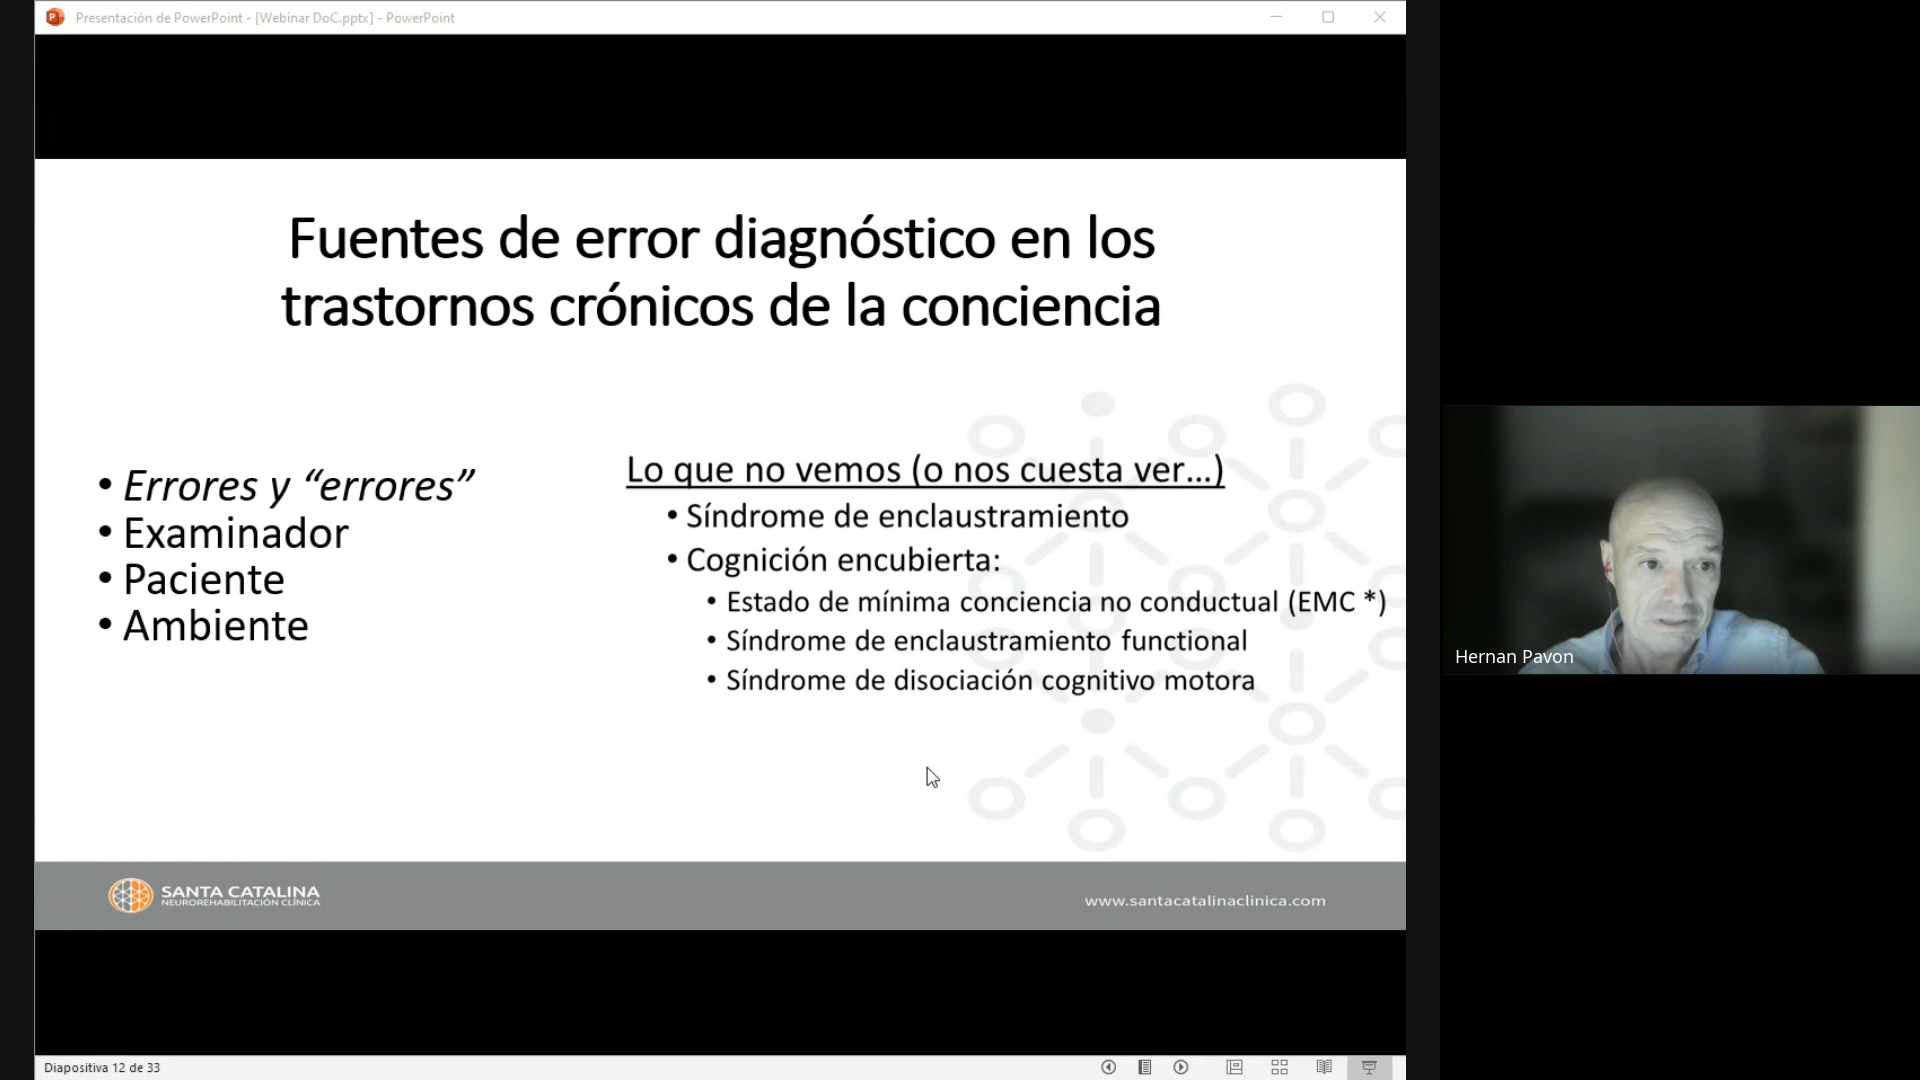 Presentación de PowerPoint - [Webinar DoC.pptx] - PowerPoint
Fuentes de error diagnóstico en los
trastornos crónicos de la conciencia
• Errores y “errores”
• Examinador
• Paciente
• Ambiente
Lo que no vemos (o nos cuesta ver…)
• Síndrome de enclaustramiento
• Cognición encubierta:
• Estado de mínima conciencia no conductual (EMC *)
• Síndrome de enclaustramiento functional
• Síndrome de disociación cognitivo motora
Hernan Pavon
SANTA CATALINA
NEUROREHABILITACIÓN CLÍNICA
www.santacatalinaclinica.com
Diapositiva 12 de 33